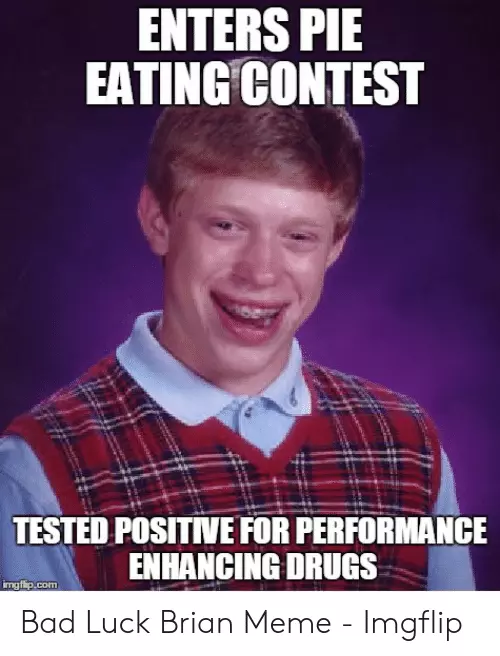 ENTERS PIE
EATING CONTEST
TESTED POSITIVE FOR PERFORMANCE
ENHANCING DRUGS
imgflip.com
Bad Luck Brian Meme - Imgflip